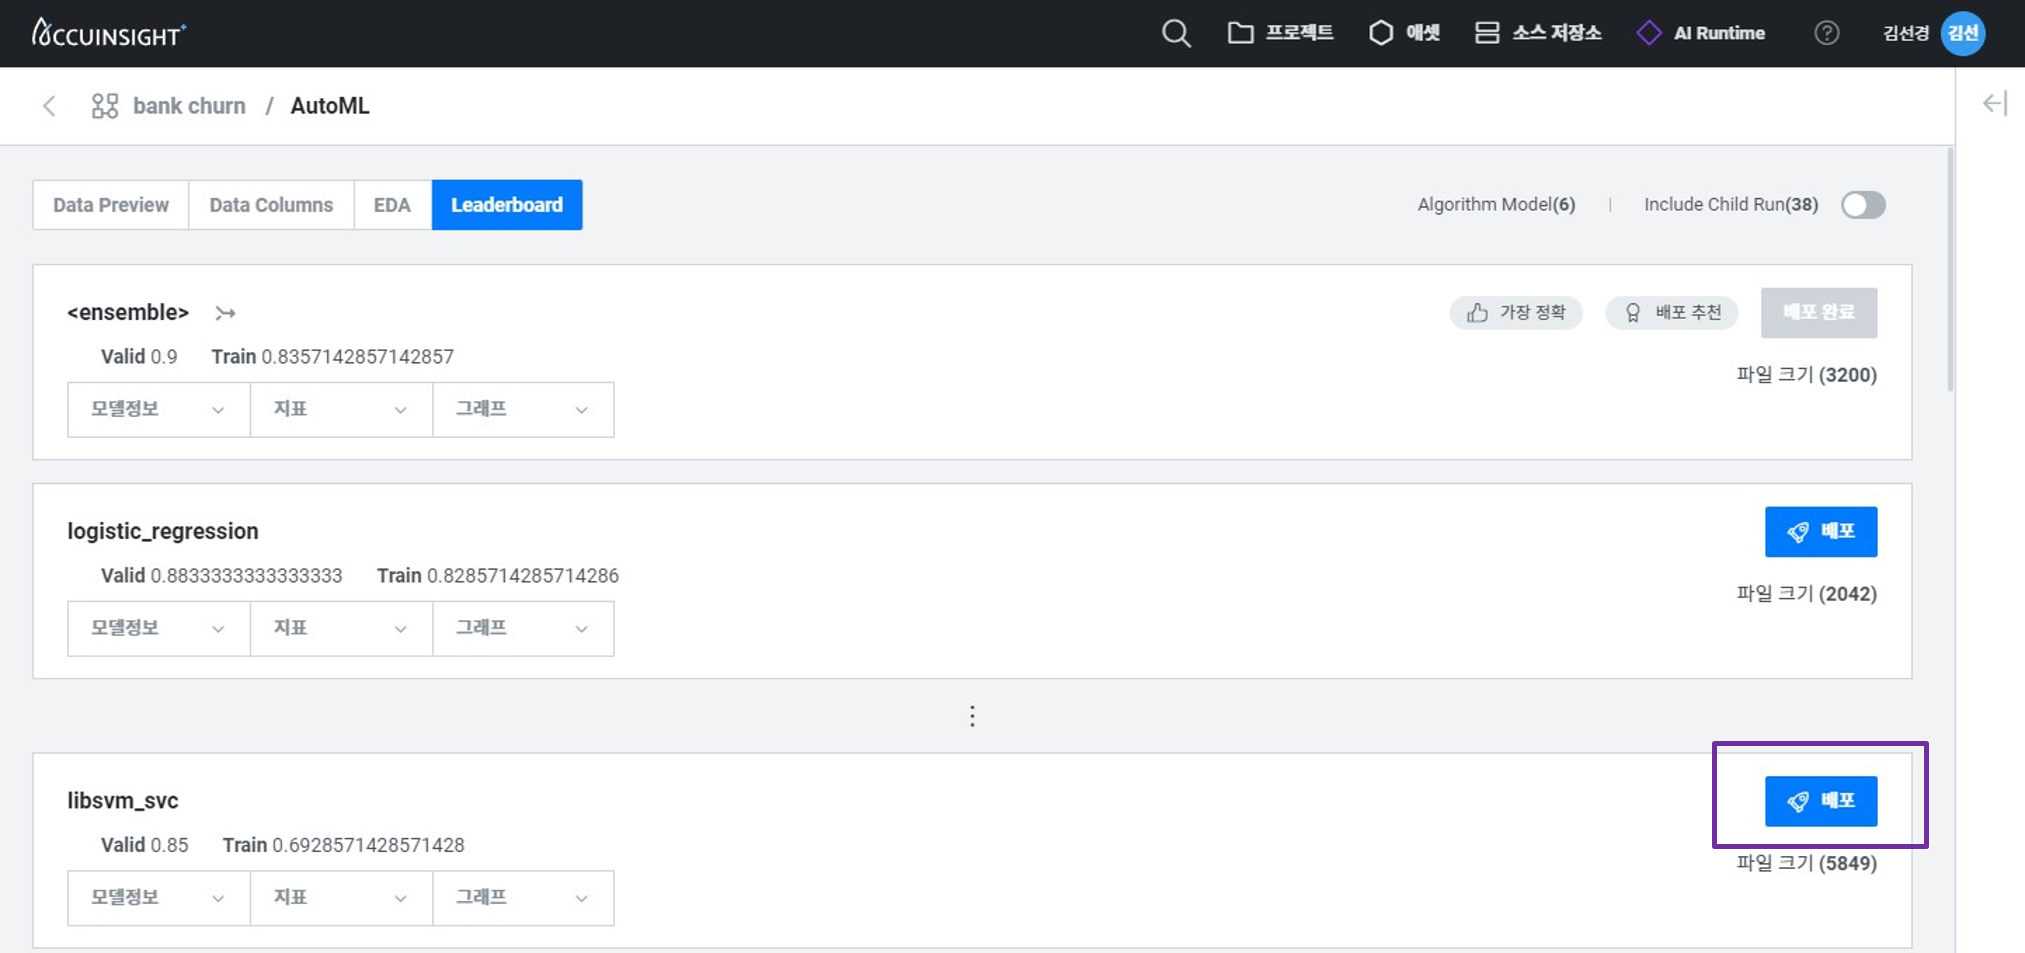 ACCUINSIGHT+
프로젝트 애셋 소스 저장소 AI Runtime ? 김선경 김선
bank churn / AutoML
Data Preview Data Columns EDA Leaderboard Algorithm Model(6) | Include Child Run(38)
<ensemble> 가장 정확 배포 추천 배포 완료
Valid 0.9 Train 0.8357142857142857
파일 크기 (3200)
모델정보 지표 그래프
logistic_regression 배포
Valid 0.8833333333333333 Train 0.8285714285714286
파일 크기 (2042)
모델정보 지표 그래프
⋮
libsvm_svc 배포
Valid 0.85 Train 0.6928571428571428
파일 크기 (5849)
모델정보 지표 그래프